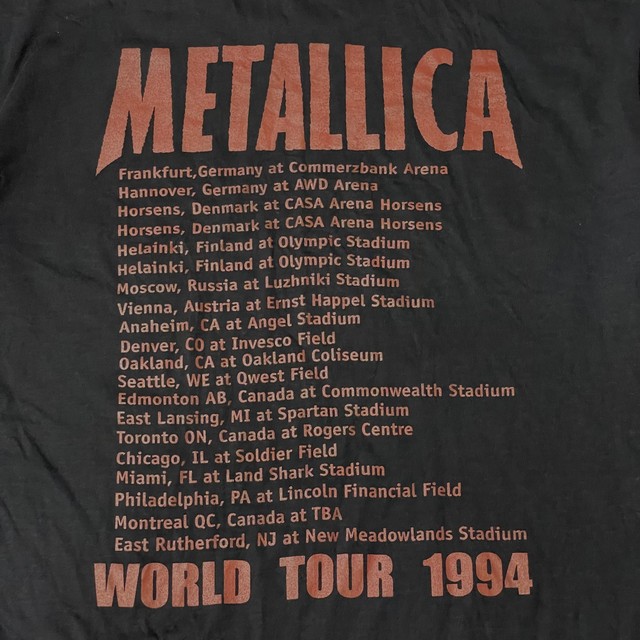 METALLICA
Frankfurt,Germany at Commerzbank Arena
Hannover, Germany at AWD Arena
Horsens, Denmark at CASA Arena Horsens
Horsens, Denmark at CASA Arena Horsens
Helainki, Finland at Olympic Stadium
Helainki, Finland at Olympic Stadium
Moscow, Russia at Luzhniki Stadium
Vienna, Austria at Ernst Happel Stadium
Anaheim, CA at Angel Stadium
Denver, CO at Invesco Field
Oakland, CA at Oakland Coliseum
Seattle, WE at Qwest Field
Edmonton AB, Canada at Commonwealth Stadium
East Lansing, MI at Spartan Stadium
Toronto ON, Canada at Rogers Centre
Chicago, IL at Soldier Field
Miami, FL at Land Shark Stadium
Philadelphia, PA at Lincoln Financial Field
Montreal QC, Canada at TBA
East Rutherford, NJ at New Meadowlands Stadium
WORLD TOUR 1994